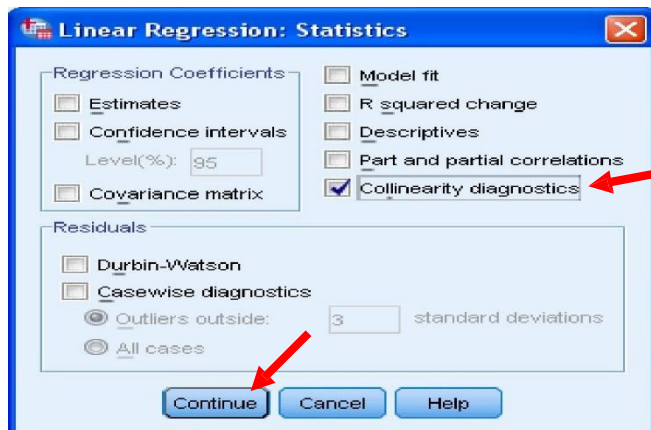 Linear Regression: Statistics
Regression Coefficients
Estimates
Confidence intervals
Level(%): 95
Covariance matrix
Model fit
R squared change
Descriptives
Part and partial correlations
Collinearity diagnostics
Residuals
Durbin-Watson
Casewise diagnostics
Outliers outside: 3 standard deviations
All cases
Continue Cancel Help